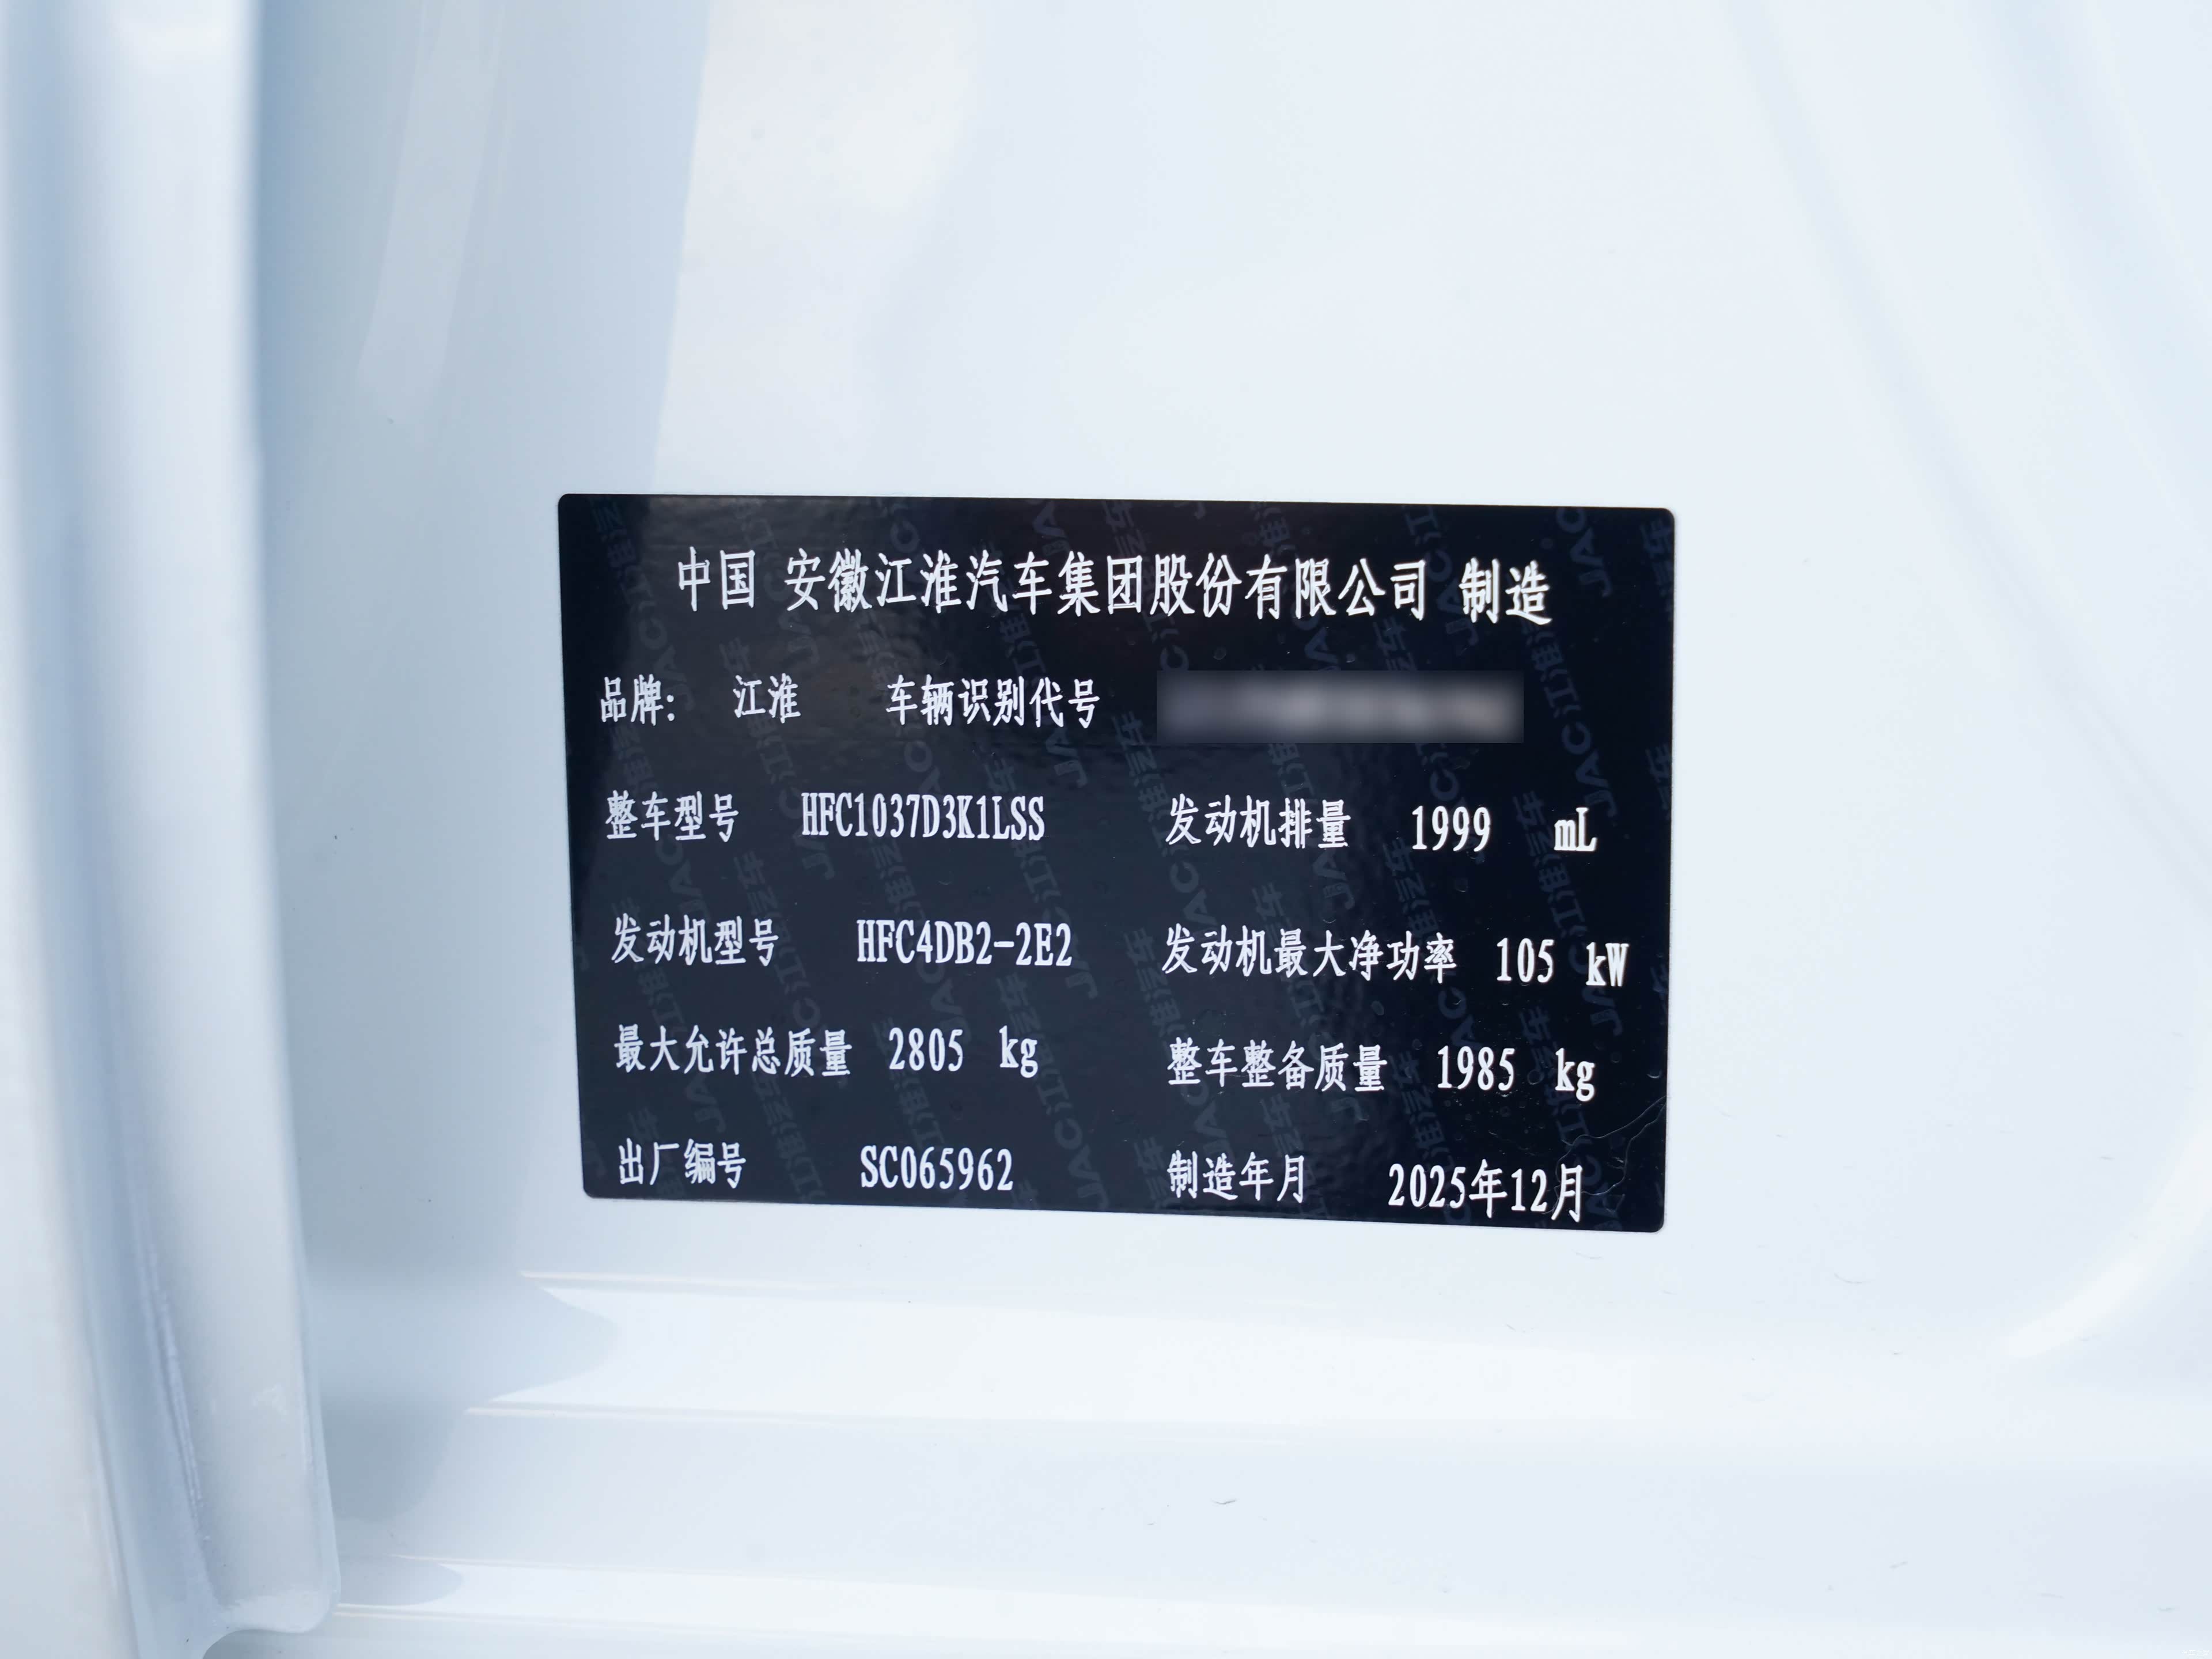 中国 安徽江淮汽车集团股份有限公司 制造
品牌: 江淮 车辆识别代号
整车型号 HFC1037D3K1LSS 发动机排量 1999 mL
发动机型号 HFC4DB2-2E2 发动机最大净功率 105 kW
最大允许总质量 2805 kg 整车整备质量 1985 kg
出厂编号 SC065962 制造年月 2025年12月